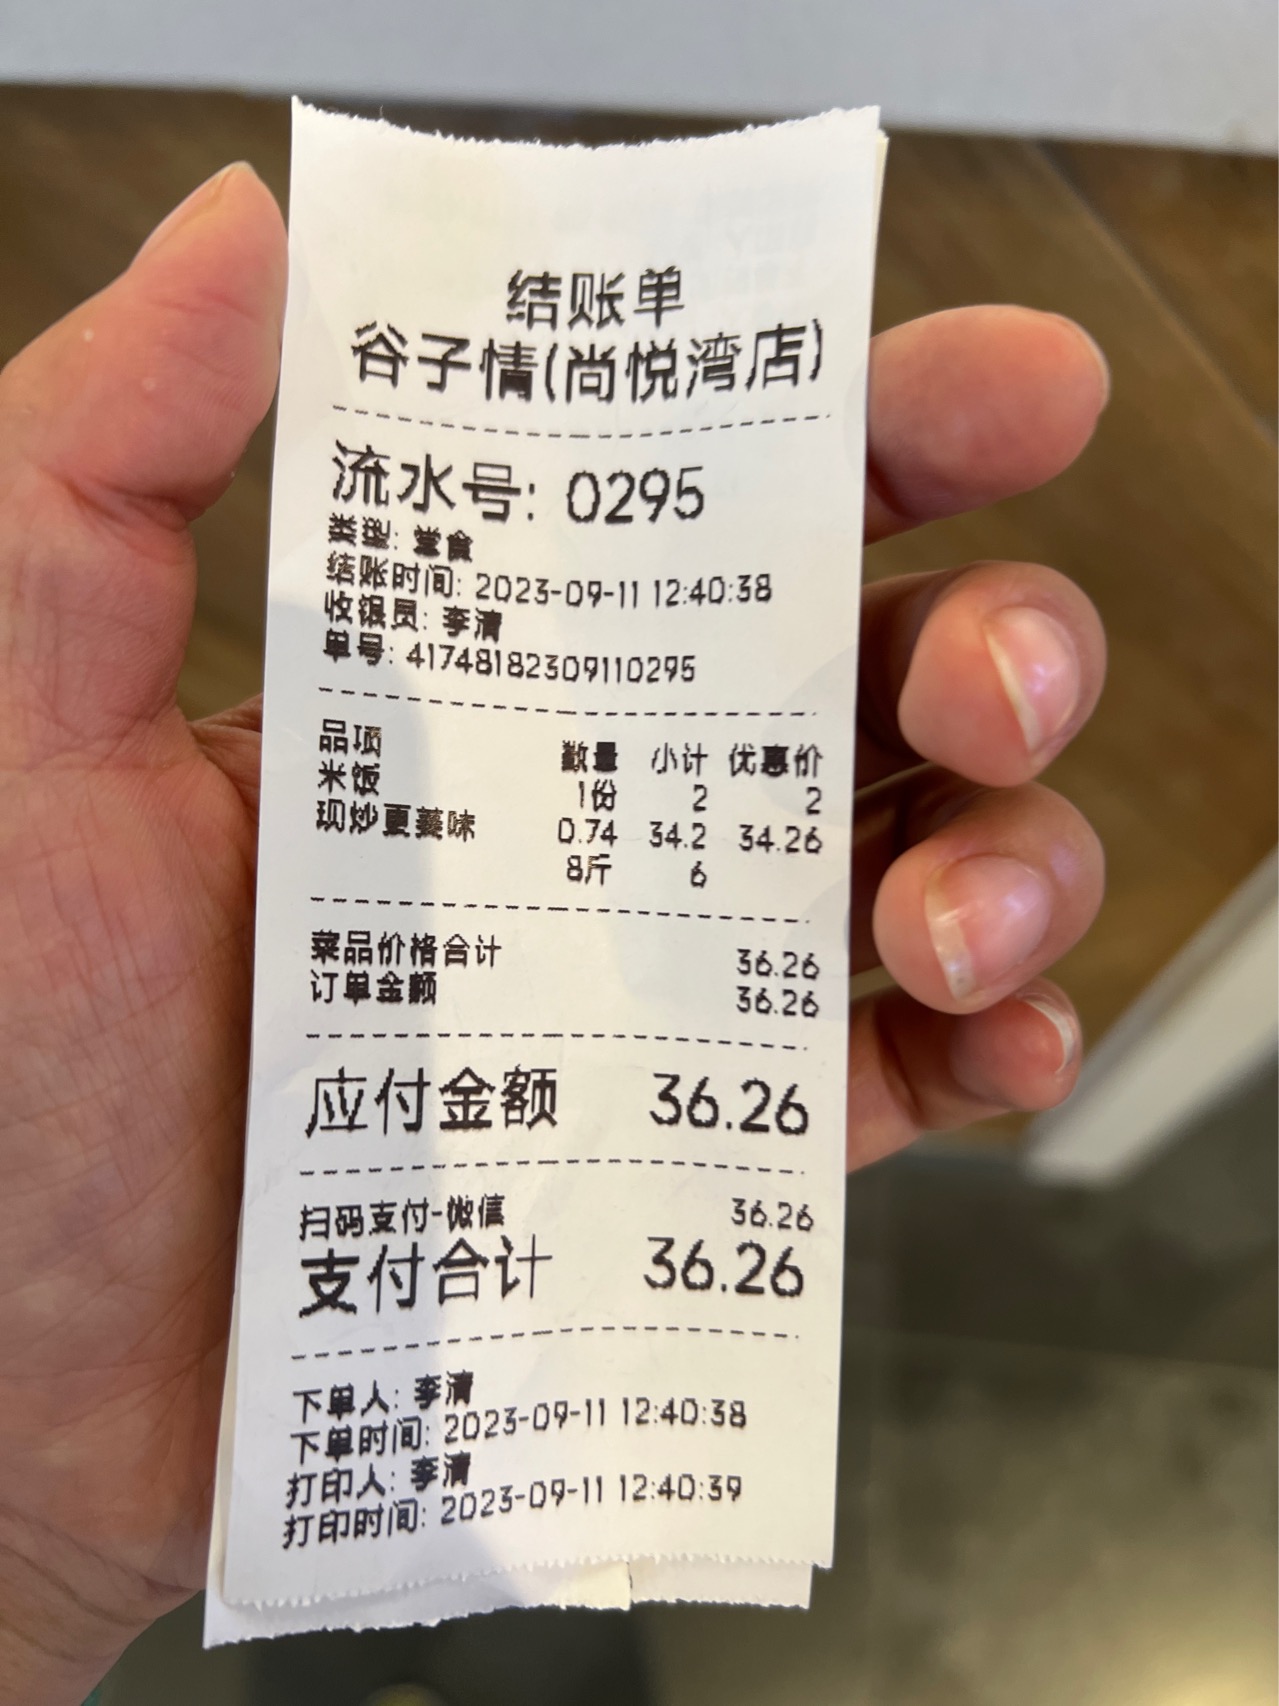 结账单
谷子情(尚悦湾店)
流水号: 0295
类型: 堂食
结账时间: 2023-09-11 12:40:38
收银员: 李清
单号: 41748182309110295
品项 数量 小计 优惠价
米饭 1份 2 2
现炒更美味 0.74 34.2 34.26
8斤 6
菜品价格合计 36.26
订单金额 36.26
应付金额 36.26
扫码支付-微信 36.26
支付合计 36.26
下单人: 李清
下单时间: 2023-09-11 12:40:38
打印人: 李清
打印时间: 2023-09-11 12:40:39